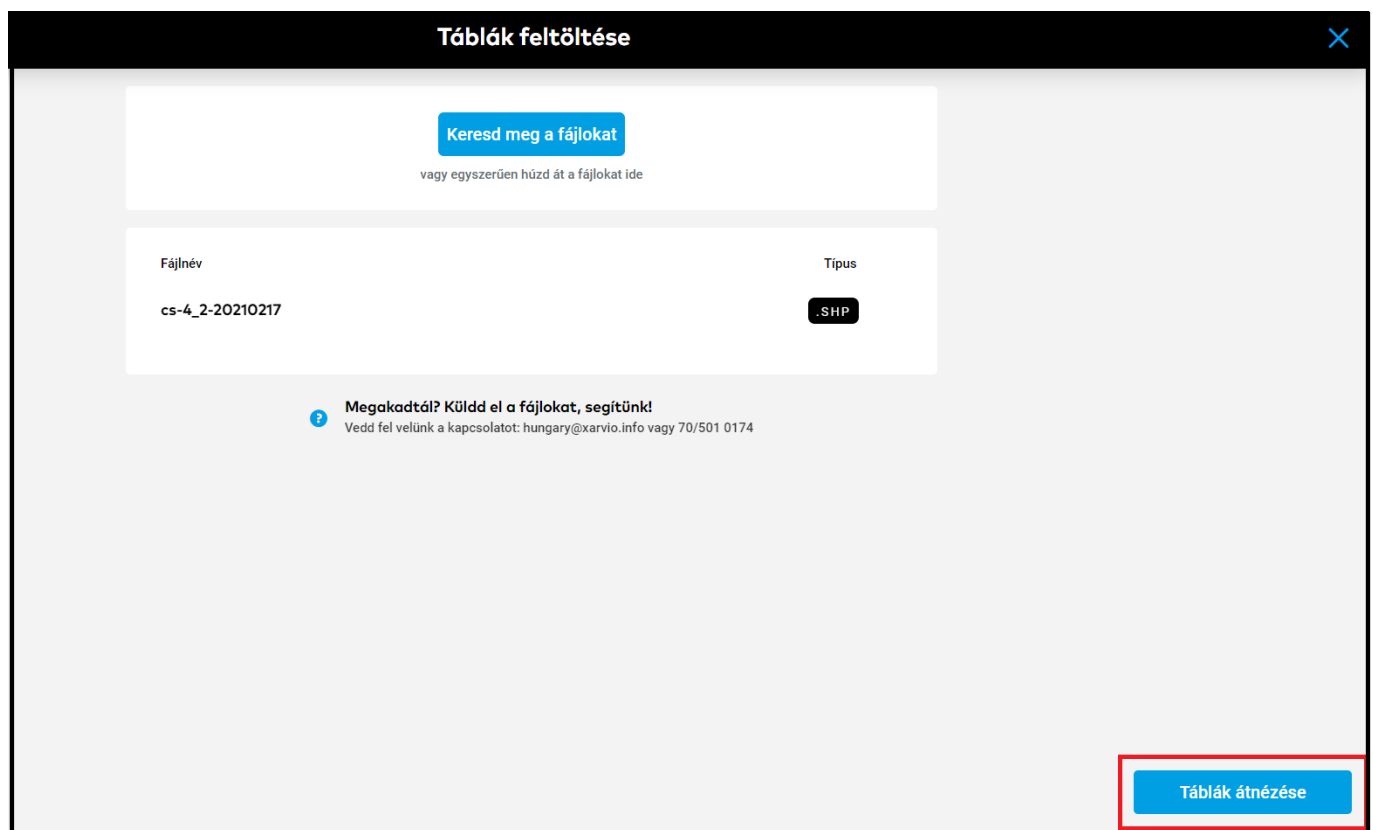 Táblák feltöltése
Keresd meg a fájlokat
vagy egyszerűen húzd át a fájlokat ide
Fájlnév Típus
cs-4_2-20210217 .SHP
Megakadtál? Küldd el a fájlokat, segítünk!
Vedd fel velünk a kapcsolatot: hungary@xarvio.info vagy 70/501 0174
Táblák átnézése